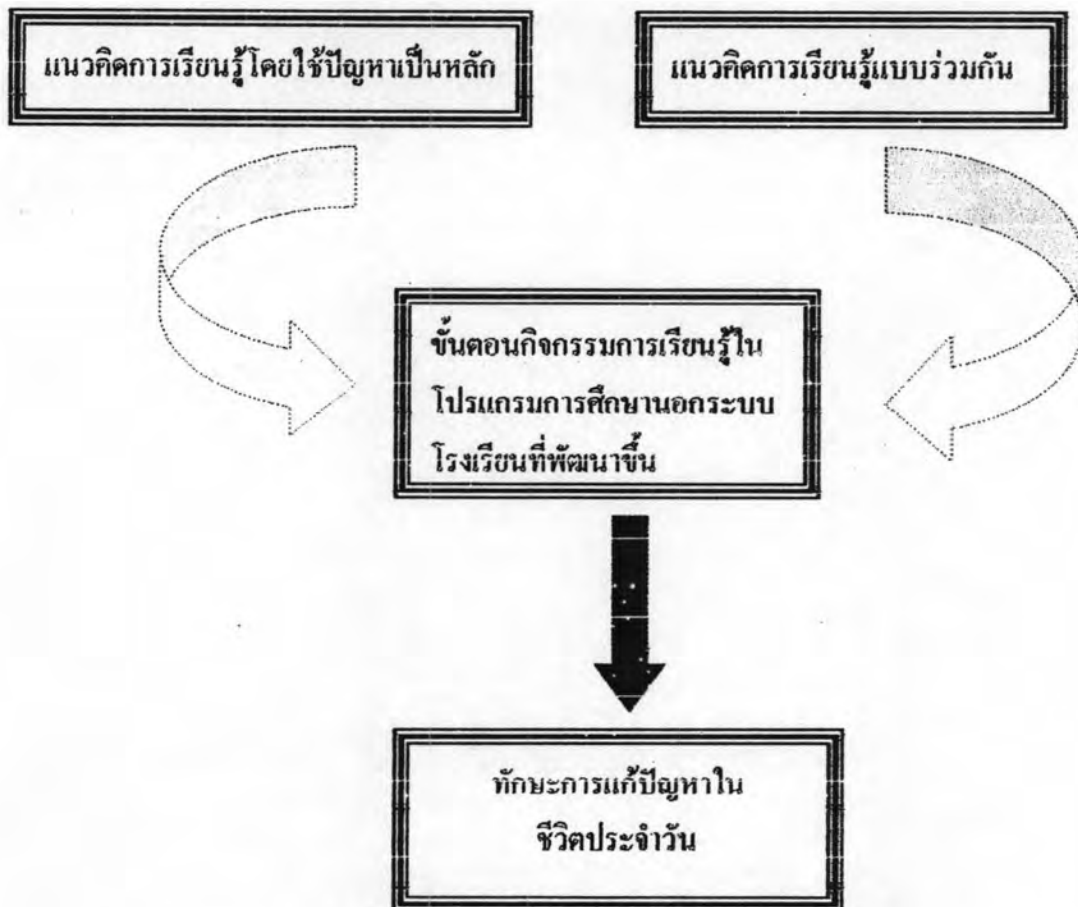 แนวคิดการเรียนรู้โดยใช้ปัญหาเป็นหลัก
แนวคิดการเรียนรู้แบบร่วมกัน
ขั้นตอนกิจกรรมการเรียนรู้ใน
โปรแกรมการศึกษานอกระบบ
โรงเรียนที่พัฒนาขึ้น
ทักษะการแก้ปัญหาใน
ชีวิตประจำวัน